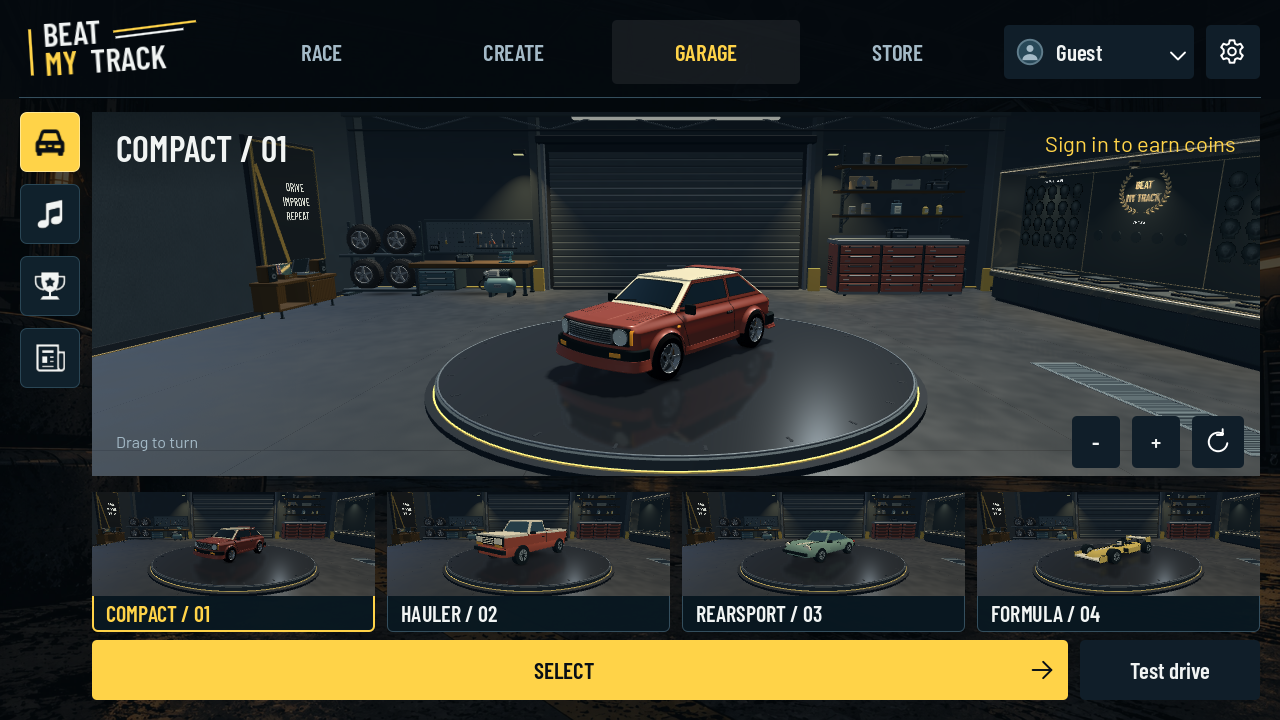 BEAT
MY TRACK
RACE
CREATE
GARAGE
STORE
Guest
COMPACT / 01
Sign in to earn coins
DRIVE
IMPROVE
REPEAT
BEAT
MY TRACK
Drag to turn
-
+
COMPACT / 01
HAULER / 02
REARSPORT / 03
FORMULA / 04
SELECT
Test drive